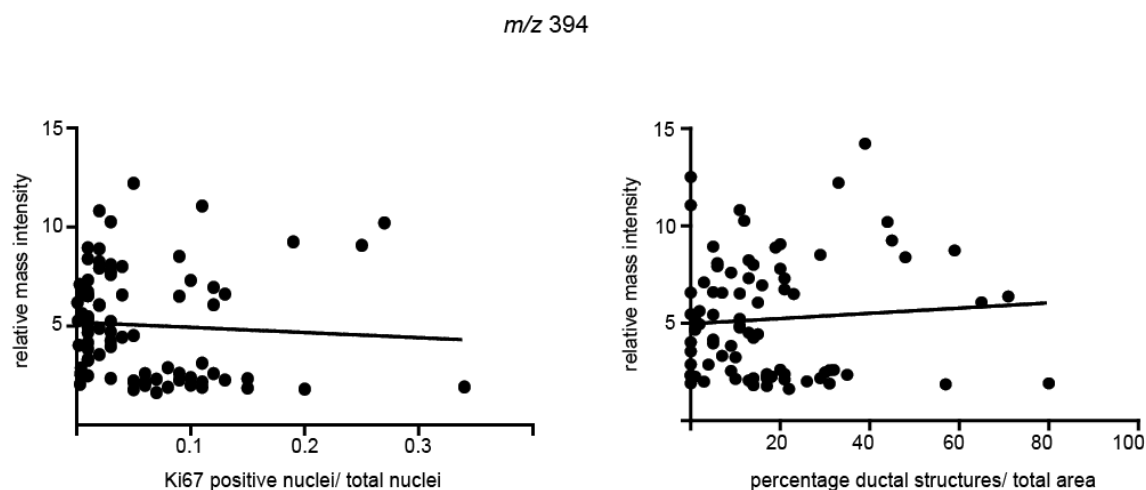 m/z 394
relative mass intensity
15
10
5
0.1 0.2 0.3
Ki67 positive nuclei/ total nuclei
relative mass intensity
15
10
5
20 40 60 80 100
percentage ductal structures/ total area